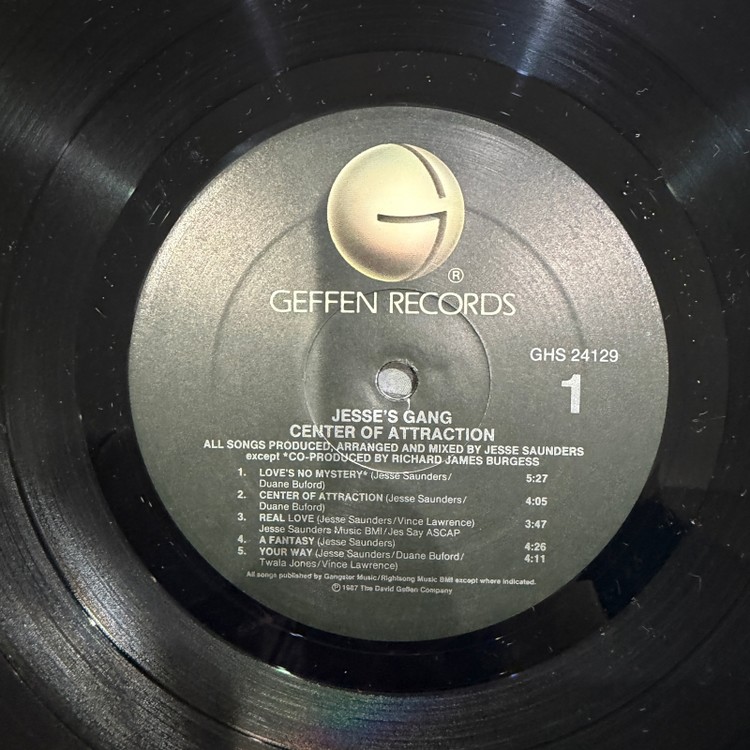 ®
GEFFEN RECORDS
GHS 24129
1
JESSE'S GANG
CENTER OF ATTRACTION
ALL SONGS PRODUCED, ARRANGED AND MIXED BY JESSE SAUNDERS
except *CO-PRODUCED BY RICHARD JAMES BURGESS
1. LOVE'S NO MYSTERY* (Jesse Saunders/ 5:27
Duane Buford)
2. CENTER OF ATTRACTION (Jesse Saunders/ 4:05
Duane Buford)
3. REAL LOVE (Jesse Saunders/Vince Lawrence) 3:47
Jesse Saunders Music BMI/Jes Say ASCAP
4. A FANTASY (Jesse Saunders) 4:26
5. YOUR WAY (Jesse Saunders/Duane Buford/ 4:11
Twala Jones/Vince Lawrence)
All songs published by Gangster Music/Rightsong Music BMI except where indicated.
℗ 1987 The David Geffen Company